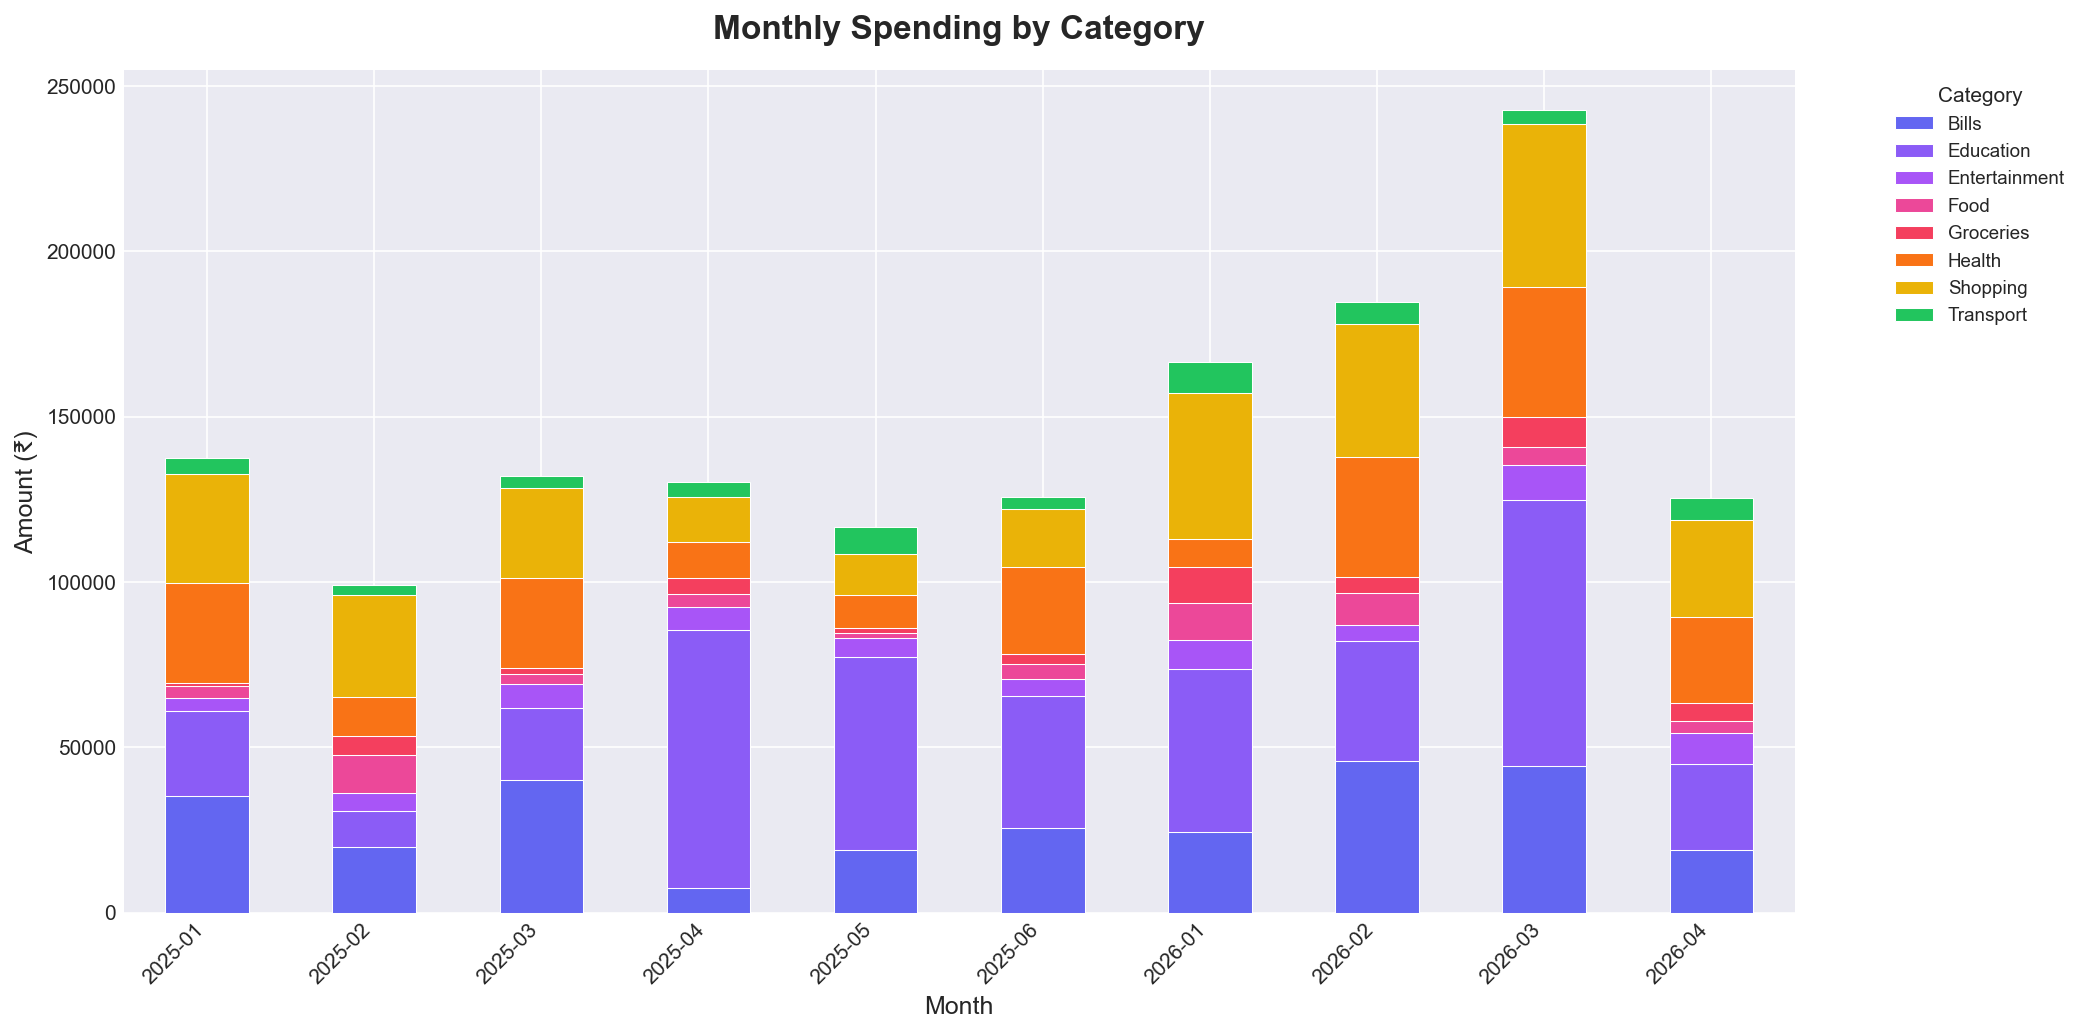 Monthly Spending by Category
Amount (₹)
250000
200000
150000
100000
50000
0
2025-01
2025-02
2025-03
2025-04
2025-05
2025-06
2026-01
2026-02
2026-03
2026-04
Month
Category
Bills
Education
Entertainment
Food
Groceries
Health
Shopping
Transport